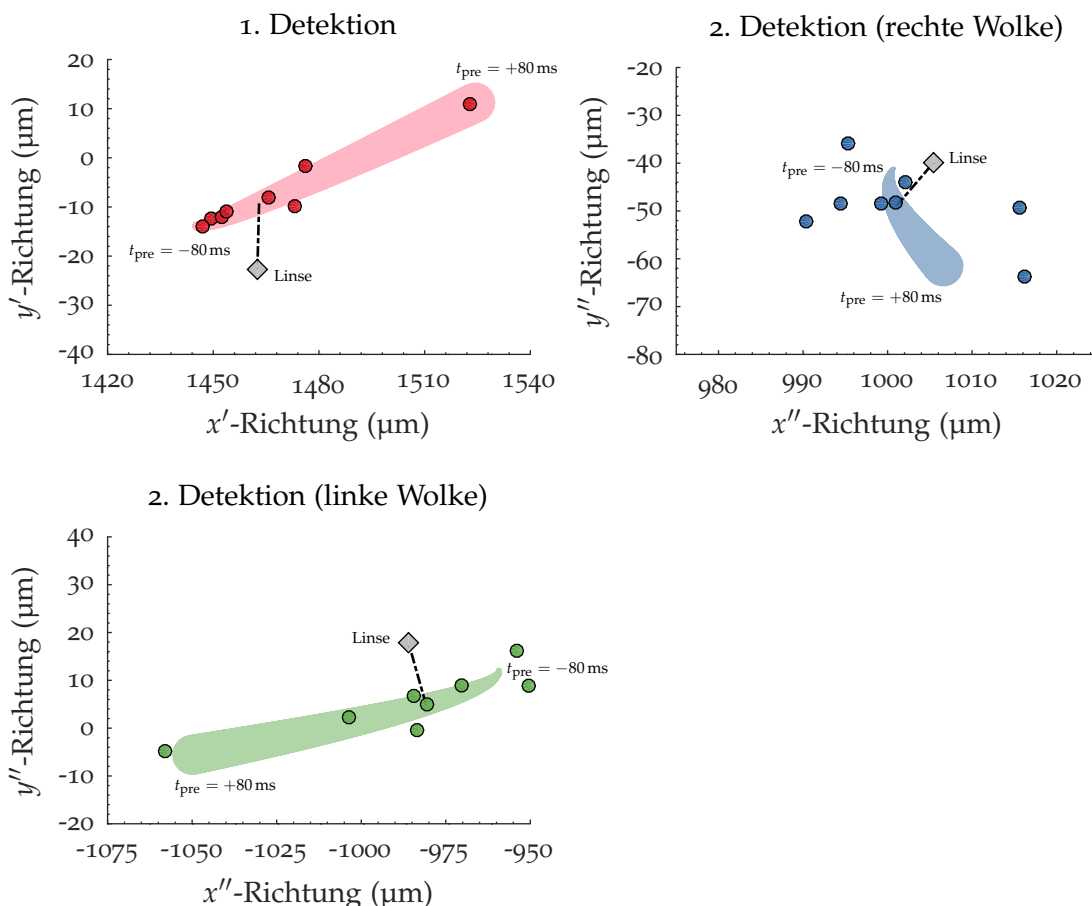 1. Detektion
y′-Richtung (µm)
20
10
0
-10
-20
-30
-40
1420
1450
1480
1510
1540
x′-Richtung (µm)
t_pre = +80 ms
t_pre = −80 ms
Linse
2. Detektion (rechte Wolke)
y″-Richtung (µm)
-20
-30
-40
-50
-60
-70
-80
980
990
1000
1010
1020
x″-Richtung (µm)
t_pre = −80 ms
Linse
t_pre = +80 ms
2. Detektion (linke Wolke)
y″-Richtung (µm)
40
30
20
10
0
-10
-20
-1075
-1050
-1025
-1000
-975
-950
x″-Richtung (µm)
Linse
t_pre = −80 ms
t_pre = +80 ms